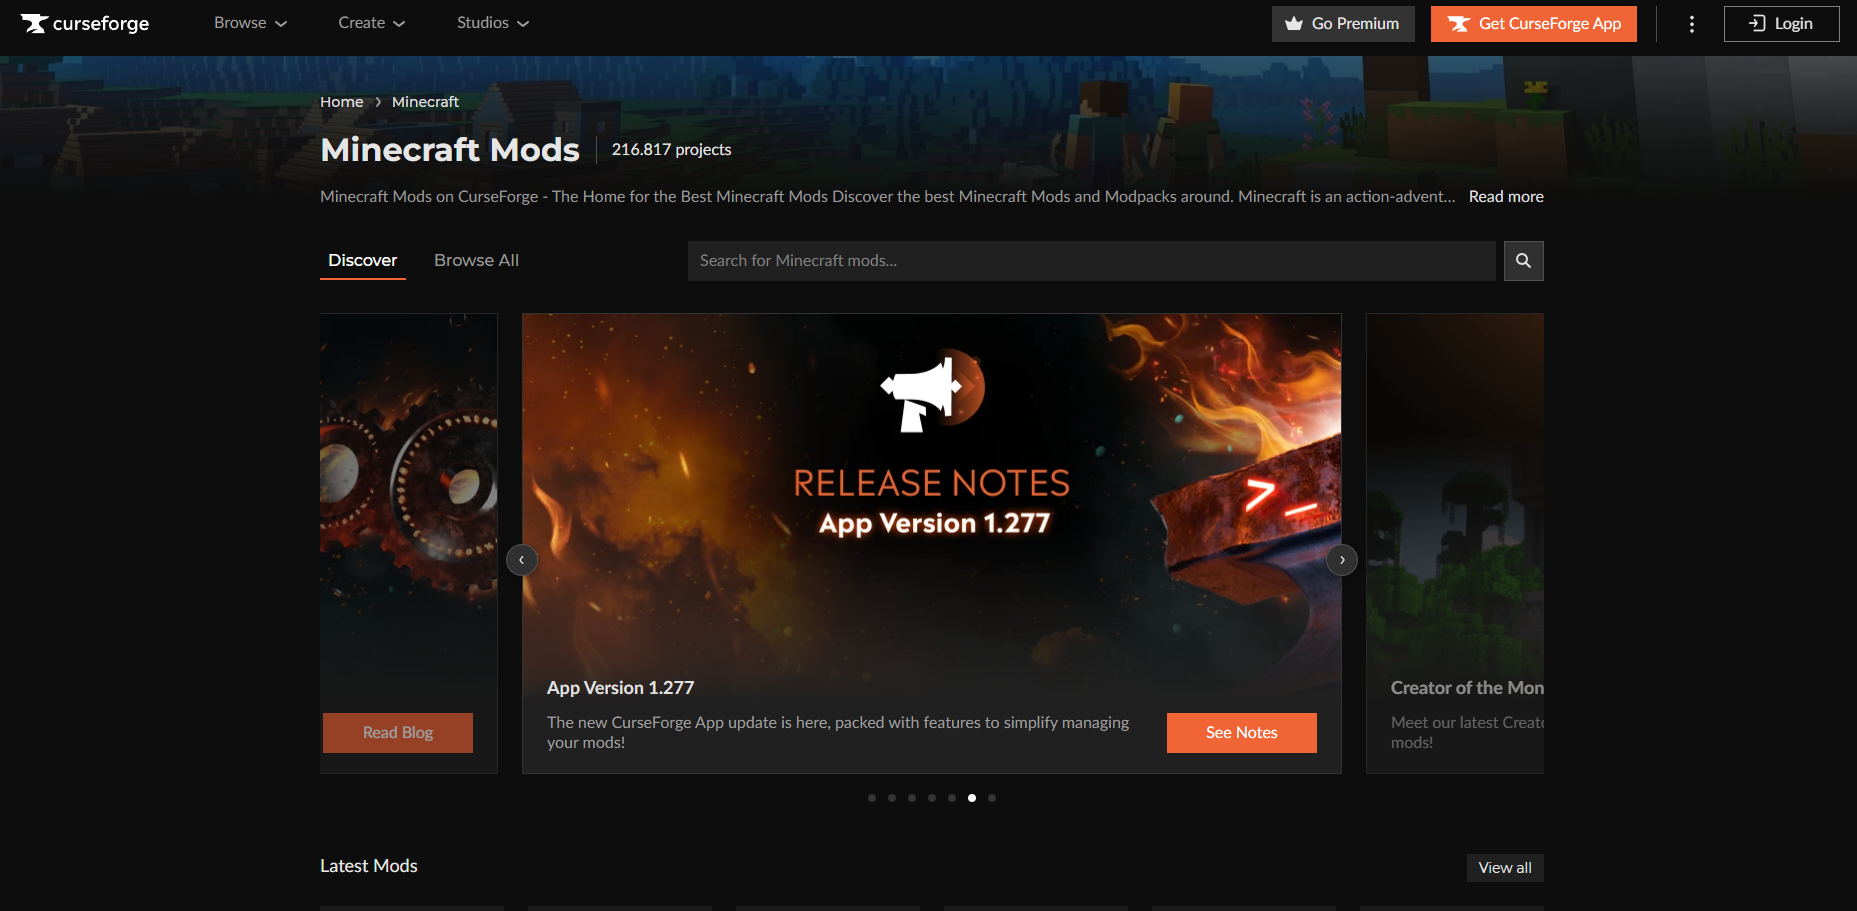 curseforge
Browse
Create
Studios
Go Premium
Get CurseForge App
Login
Home > Minecraft
Minecraft Mods
216.817 projects
Minecraft Mods on CurseForge - The Home for the Best Minecraft Mods Discover the best Minecraft Mods and Modpacks around. Minecraft is an action-advent...
Read more
Discover
Browse All
Search for Minecraft mods...
RELEASE NOTES
App Version 1.277
>_
Read Blog
App Version 1.277
The new CurseForge App update is here, packed with features to simplify managing
your mods!
See Notes
Creator of the Mon
Meet our latest Creato
mods!
Latest Mods
View all